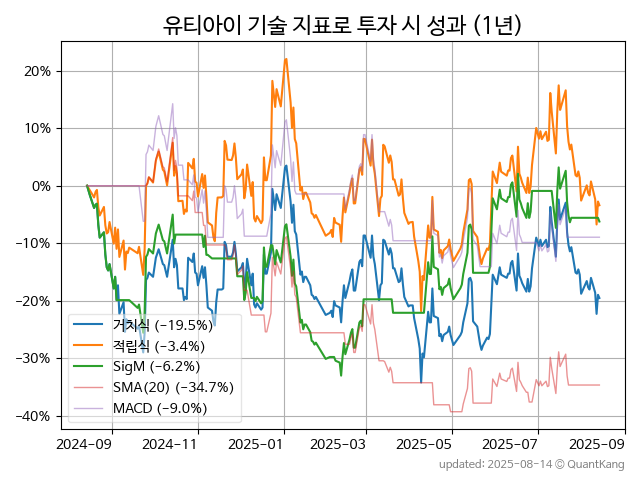 유티아이 기술 지표로 투자 시 성과 (1년)
20%
10%
0%
−10%
−20%
−30%
−40%
거치식 (−19.5%)
적립식 (−3.4%)
SigM (−6.2%)
SMA(20) (−34.7%)
MACD (−9.0%)
2024-09 2024-11 2025-01 2025-03 2025-05 2025-07 2025-09
updated: 2025-08-14 © QuantKang